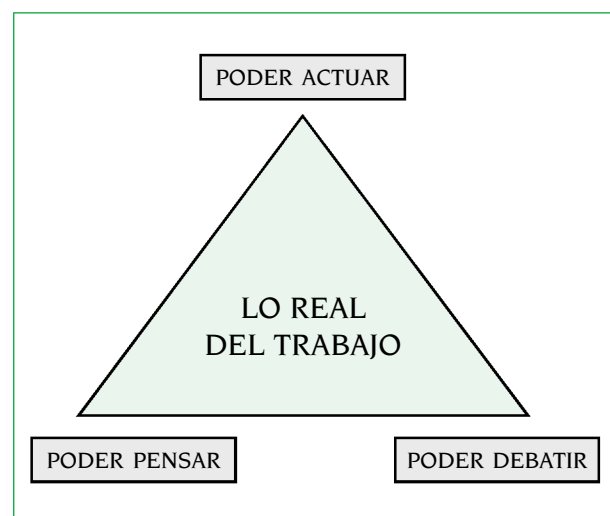 PODER ACTUAR
LO REAL
DEL TRABAJO
PODER PENSAR
PODER DEBATIR